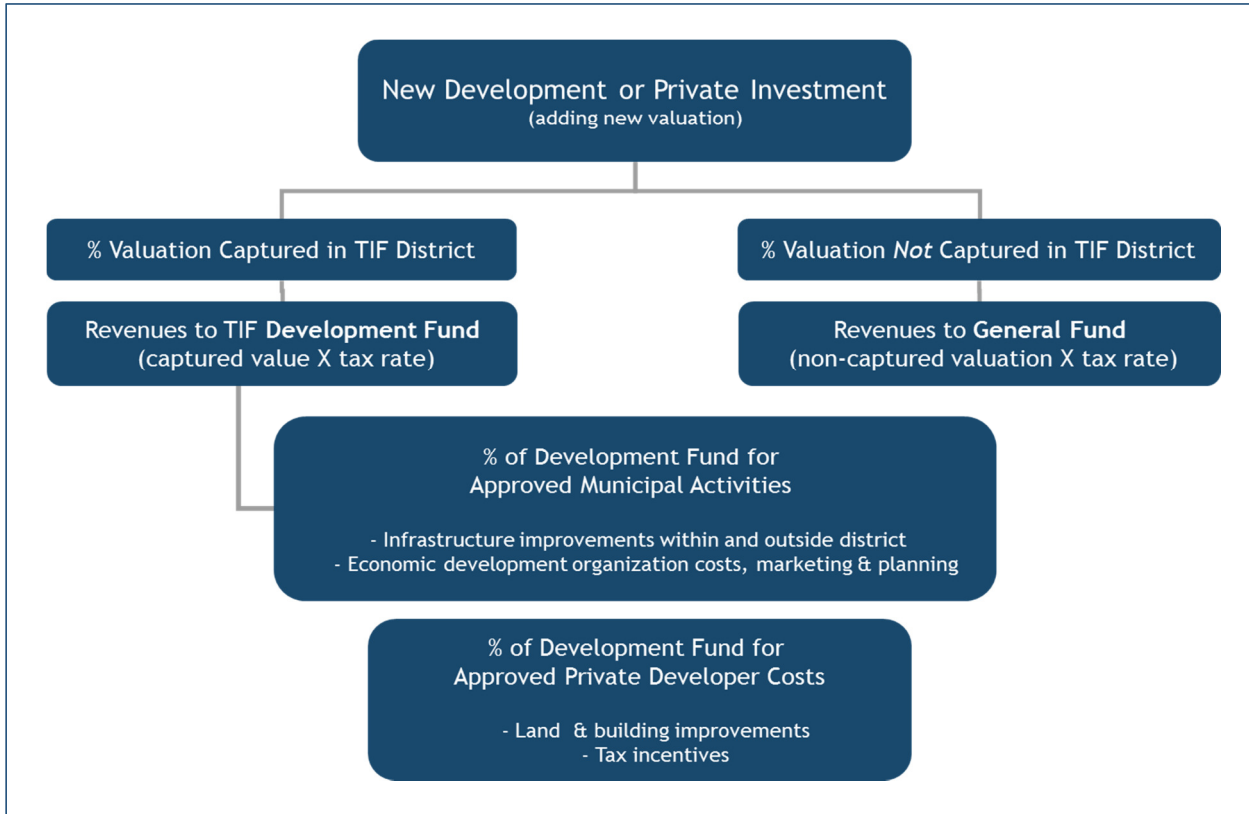 New Development or Private Investment
(adding new valuation)
% Valuation Captured in TIF District
% Valuation Not Captured in TIF District
Revenues to TIF Development Fund
(captured value X tax rate)
Revenues to General Fund
(non-captured valuation X tax rate)
% of Development Fund for
Approved Municipal Activities
- Infrastructure improvements within and outside district
- Economic development organization costs, marketing & planning
% of Development Fund for
Approved Private Developer Costs
- Land & building improvements
- Tax incentives